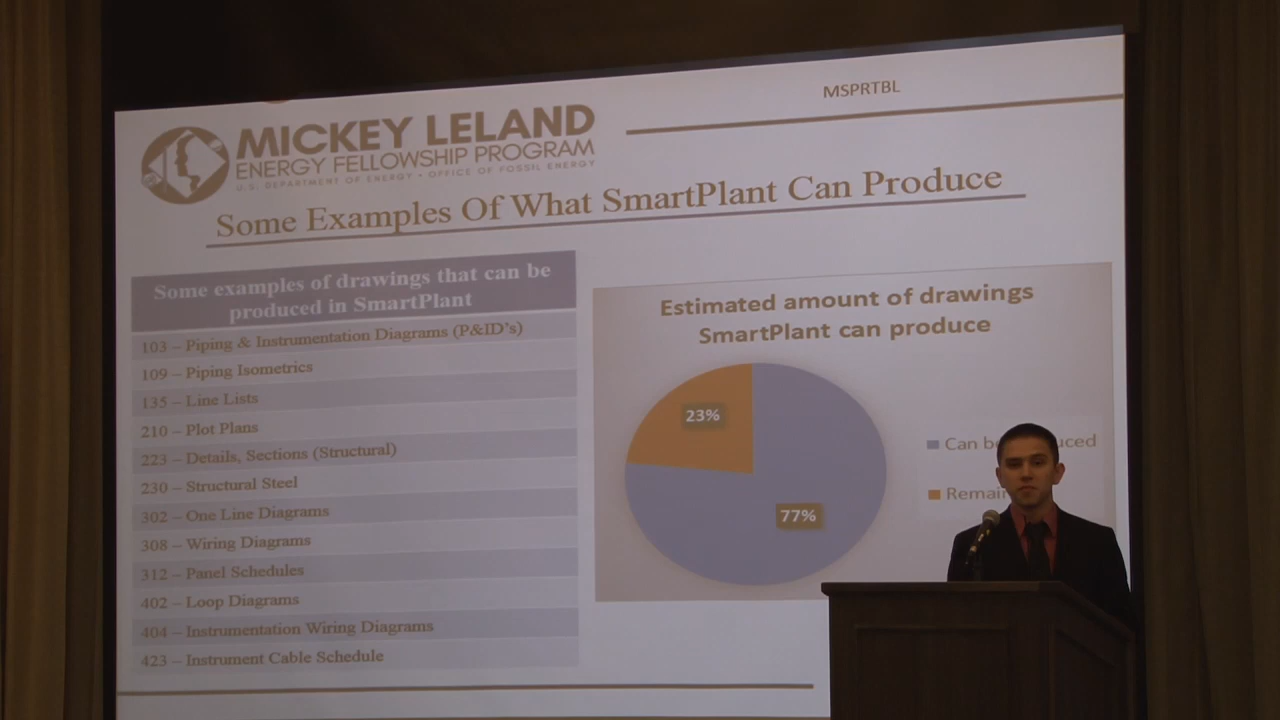 MSPRTBL
MICKEY LELAND
ENERGY FELLOWSHIP PROGRAM
U.S. DEPARTMENT OF ENERGY • OFFICE OF FOSSIL ENERGY
Some Examples Of What SmartPlant Can Produce
Some examples of drawings that can be
produced in SmartPlant
103 – Piping & Instrumentation Diagrams (P&ID's)
109 – Piping Isometrics
135 – Line Lists
210 – Plot Plans
223 – Details, Sections (Structural)
230 – Structural Steel
302 – One Line Diagrams
308 – Wiring Diagrams
312 – Panel Schedules
402 – Loop Diagrams
404 – Instrumentation Wiring Diagrams
423 – Instrument Cable Schedule
Estimated amount of drawings
SmartPlant can produce
23%
77%
Can